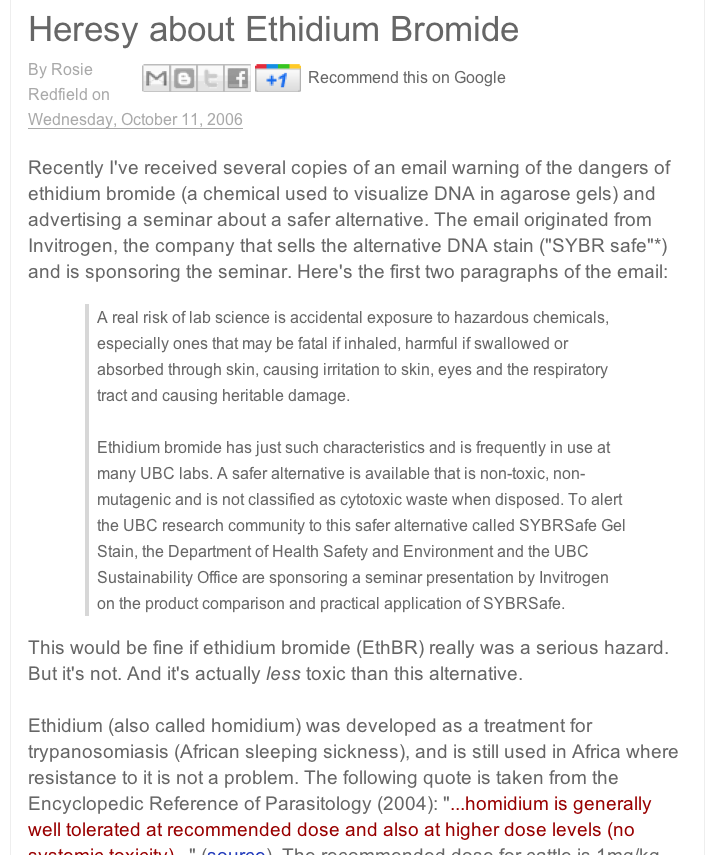 Heresy about Ethidium Bromide
By Rosie
Redfield on
Wednesday, October 11, 2006
+1
Recommend this on Google
Recently I've received several copies of an email warning of the dangers of
ethidium bromide (a chemical used to visualize DNA in agarose gels) and
advertising a seminar about a safer alternative. The email originated from
Invitrogen, the company that sells the alternative DNA stain ("SYBR safe"*)
and is sponsoring the seminar. Here's the first two paragraphs of the email:
A real risk of lab science is accidental exposure to hazardous chemicals,
especially ones that may be fatal if inhaled, harmful if swallowed or
absorbed through skin, causing irritation to skin, eyes and the respiratory
tract and causing heritable damage.
Ethidium bromide has just such characteristics and is frequently in use at
many UBC labs. A safer alternative is available that is non-toxic, non-
mutagenic and is not classified as cytotoxic waste when disposed. To alert
the UBC research community to this safer alternative called SYBRSafe Gel
Stain, the Department of Health Safety and Environment and the UBC
Sustainability Office are sponsoring a seminar presentation by Invitrogen
on the product comparison and practical application of SYBRSafe.
This would be fine if ethidium bromide (EthBR) really was a serious hazard.
But it's not. And it's actually less toxic than this alternative.
Ethidium (also called homidium) was developed as a treatment for
trypanosomiasis (African sleeping sickness), and is still used in Africa where
resistance to it is not a problem. The following quote is taken from the
Encyclopedic Reference of Parasitology (2004): "...homidium is generally
well tolerated at recommended dose and also at higher dose levels (no
systemic toxicity)..." (source). The recommended dose for cattle is 1mg/kg